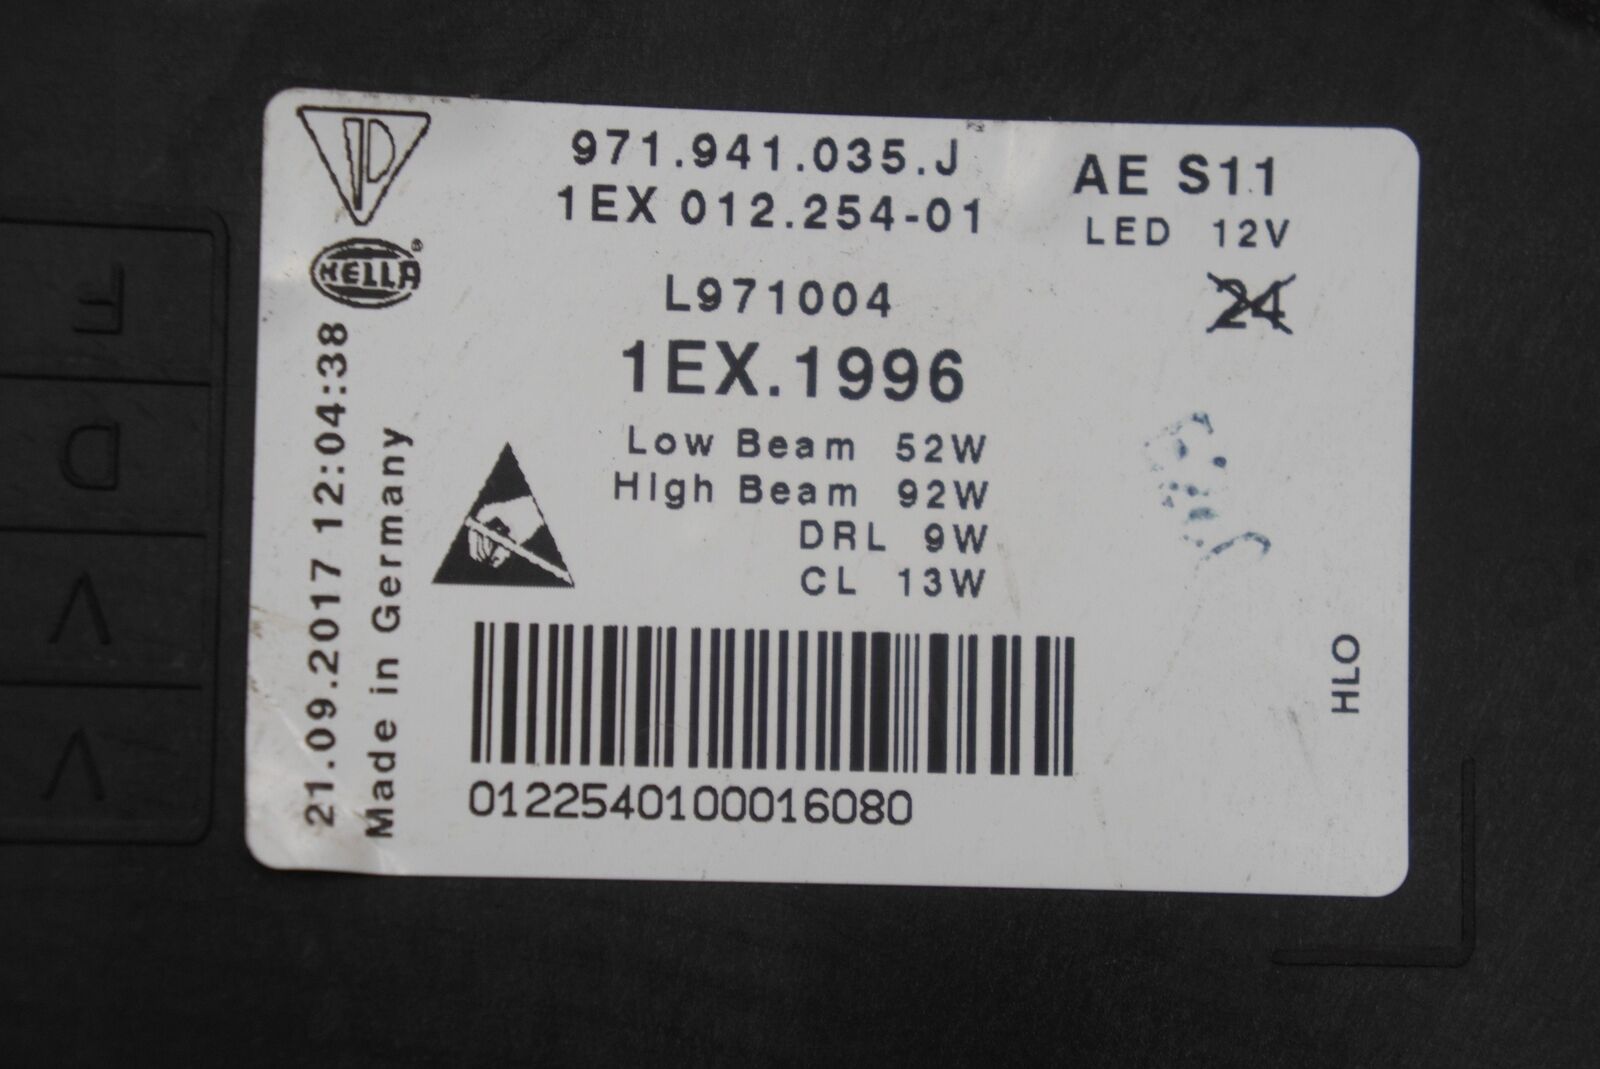 971.941.035.J
1EX 012.254-01
AE S11
LED 12V
HELLA®
24
L971004
1EX.1996
Low Beam 52W
High Beam 92W
DRL 9W
CL 13W
21.09.2017 12:04:38
Made in Germany
HLO
0122540100016080